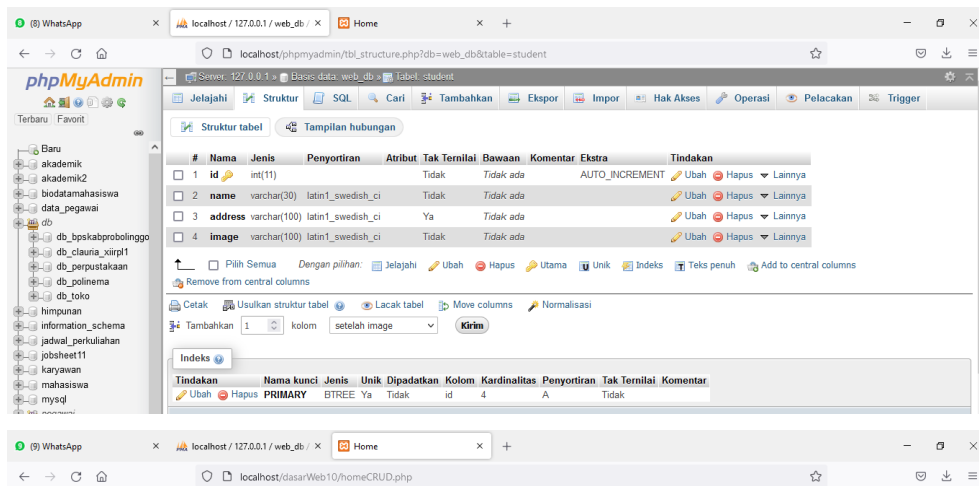 (8) WhatsApp localhost / 127.0.0.1 / web_db / Home
localhost/phpmyadmin/tbl_structure.php?db=web_db&table=student
phpMyAdmin
Terbaru Favorit
Baru
akademik
akademik2
biodatamahasiswa
data_pegawai
db
db_bpskabprobolinggo
db_clauria_xiirpl1
db_perpustakaan
db_polinema
db_toko
himpunan
information_schema
jadwal_perkuliahan
jobsheet11
karyawan
mahasiswa
mysql
Server: 127.0.0.1 » Basis data: web_db » Tabel: student
Jelajahi Struktur SQL Cari Tambahkan Ekspor Impor Hak Akses Operasi Pelacakan Trigger
Struktur tabel Tampilan hubungan
# Nama Jenis Penyortiran Atribut Tak Ternilai Bawaan Komentar Ekstra Tindakan
1 id int(11) Tidak Tidak ada AUTO_INCREMENT Ubah Hapus Lainnya
2 name varchar(30) latin1_swedish_ci Tidak Tidak ada Ubah Hapus Lainnya
3 address varchar(100) latin1_swedish_ci Ya Tidak ada Ubah Hapus Lainnya
4 image varchar(100) latin1_swedish_ci Tidak Tidak ada Ubah Hapus Lainnya
Pilih Semua Dengan pilihan: Jelajahi Ubah Hapus Utama Unik Indeks Teks penuh Add to central columns
Remove from central columns
Cetak Usulkan struktur tabel Lacak tabel Move columns Normalisasi
Tambahkan 1 kolom setelah image Kirim
Indeks
Tindakan Nama kunci Jenis Unik Dipadatkan Kolom Kardinalitas Penyortiran Tak Ternilai Komentar
Ubah Hapus PRIMARY BTREE Ya Tidak id 4 A Tidak
(9) WhatsApp localhost / 127.0.0.1 / web_db / Home
localhost/dasarWeb10/homeCRUD.php